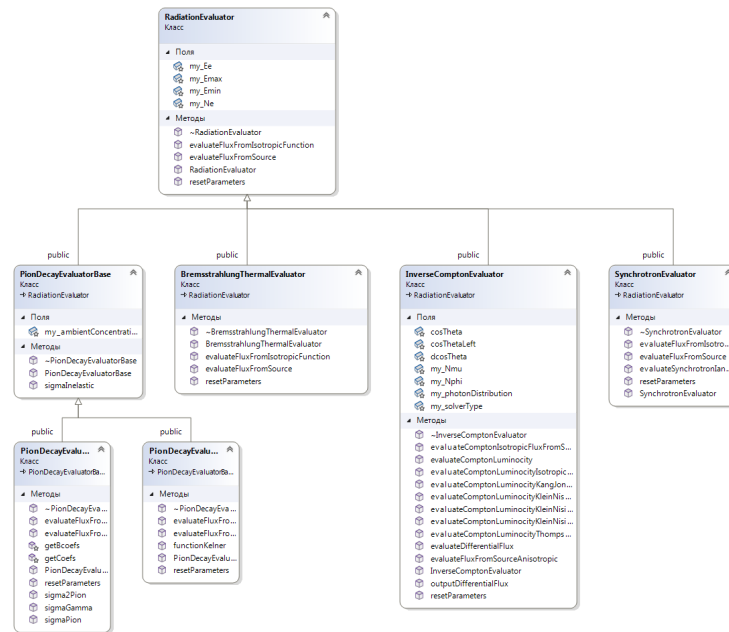 RadiationEvaluator
Класс
Поля
my_Ee
my_Emax
my_Emin
my_Ne
Методы
~RadiationEvaluator
evaluateFluxFromIsotropicFunction
evaluateFluxFromSource
RadiationEvaluator
resetParameters
public
public
public
public
PionDecayEvaluatorBase
Класс
RadiationEvaluator
Поля
my_ambientConcentrati...
Методы
~PionDecayEvaluatorBase
PionDecayEvaluatorBase
sigmaInelastic
BremsstrahlungThermalEvaluator
Класс
RadiationEvaluator
Методы
~BremsstrahlungThermalEvaluator
BremsstrahlungThermalEvaluator
evaluateFluxFromIsotropicFunction
evaluateFluxFromSource
resetParameters
InverseComptonEvaluator
Класс
RadiationEvaluator
Поля
cosTheta
cosThetaLeft
dcosTheta
my_Nmu
my_Nphi
my_photonDistribution
my_solverType
Методы
~InverseComptonEvaluator
evaluateComptonIsotropicFluxFromS...
evaluateComptonLuminocity
evaluateComptonLuminocityIsotropic...
evaluateComptonLuminocityKangJon...
evaluateComptonLuminocityKleinNis...
evaluateComptonLuminocityKleinNisi...
evaluateComptonLuminocityKleinNisi...
evaluateComptonLuminocityThomps...
evaluateDifferentialFlux
evaluateFluxFromSourceAnisotropic
InverseComptonEvaluator
outputDifferentialFlux
resetParameters
SynchrotronEvaluator
Класс
RadiationEvaluator
Методы
~SynchrotronEvaluator
evaluateFluxFromIsotro...
evaluateFluxFromSource
evaluateSynchrotronIan...
resetParameters
SynchrotronEvaluator
public
public
PionDecayEvalu...
Класс
PionDecayEvaluatorBa...
Методы
~PionDecayEva...
evaluateFluxFro...
evaluateFluxFro...
getBcoefs
getCoefs
PionDecayEvalu...
resetParameters
sigma2Pion
sigmaGamma
sigmaPion
PionDecayEvalu...
Класс
PionDecayEvaluatorBa...
Методы
~PionDecayEva...
evaluateFluxFro...
evaluateFluxFro...
functionKelner
PionDecayEvalu...
resetParameters